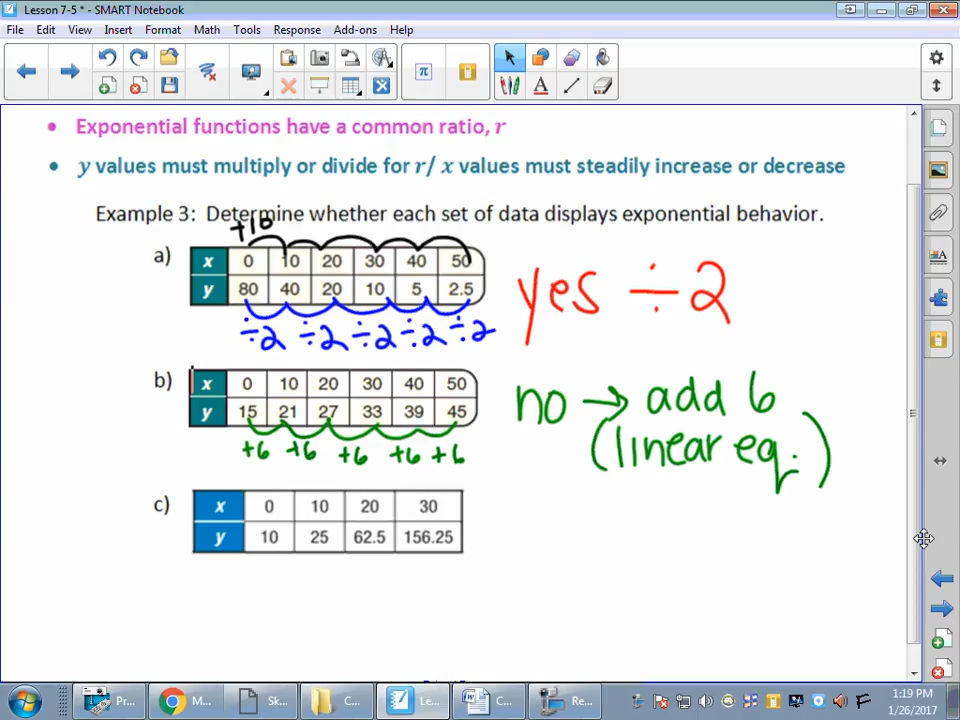 Lesson 7-5 * - SMART Notebook
File Edit View Insert Format Math Tools Response Add-ons Help
π A
• Exponential functions have a common ratio, r
• y values must multiply or divide for r/ x values must steadily increase or decrease
Example 3: Determine whether each set of data displays exponential behavior.
+10
a) x 0 10 20 30 40 50
y 80 40 20 10 5 2.5
÷2 ÷2 ÷2 ÷2 ÷2
yes ÷2
b) x 0 10 20 30 40 50
y 15 21 27 33 39 45
+6 +6 +6 +6 +6
no → add 6
(linear eq.)
c) x 0 10 20 30
y 10 25 62.5 156.25
Pr... M... Sk... C... Le... C... Re...
1:19 PM
1/26/2017